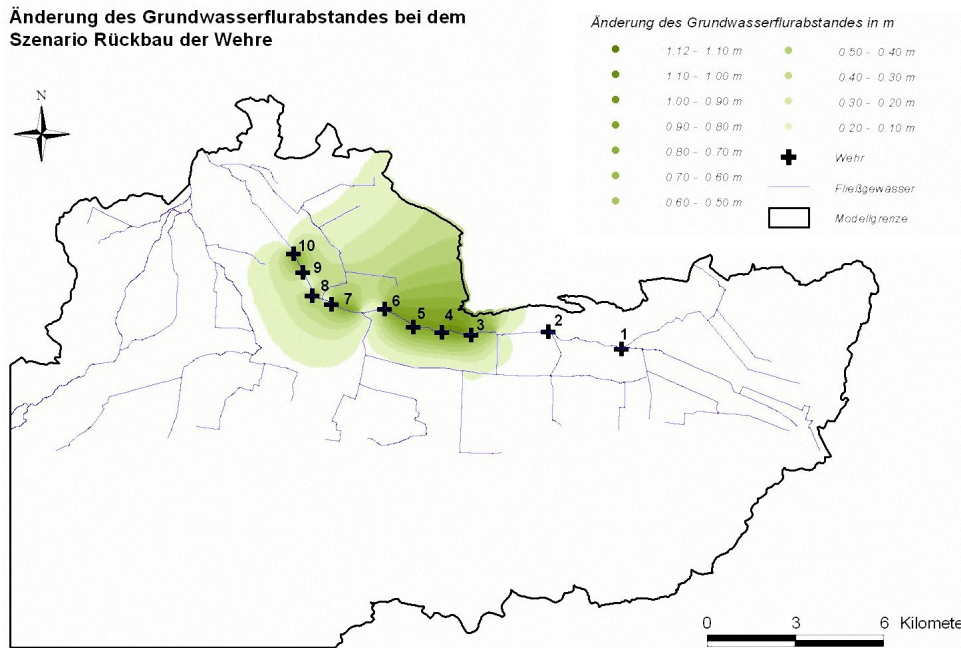 Änderung des Grundwasserflurabstandes bei dem
Szenario Rückbau der Wehre
Änderung des Grundwasserflurabstandes in m
1.12 - 1.10 m
1.10 - 1.00 m
1.00 - 0.90 m
0.90 - 0.80 m
0.80 - 0.70 m
0.70 - 0.60 m
0.60 - 0.50 m
0.50 - 0.40 m
0.40 - 0.30 m
0.30 - 0.20 m
0.20 - 0.10 m
Wehr
Fließgewässer
Modellgrenze
N
10
9
8
7
6
5
4
3
2
1
0 3 6 Kilomete